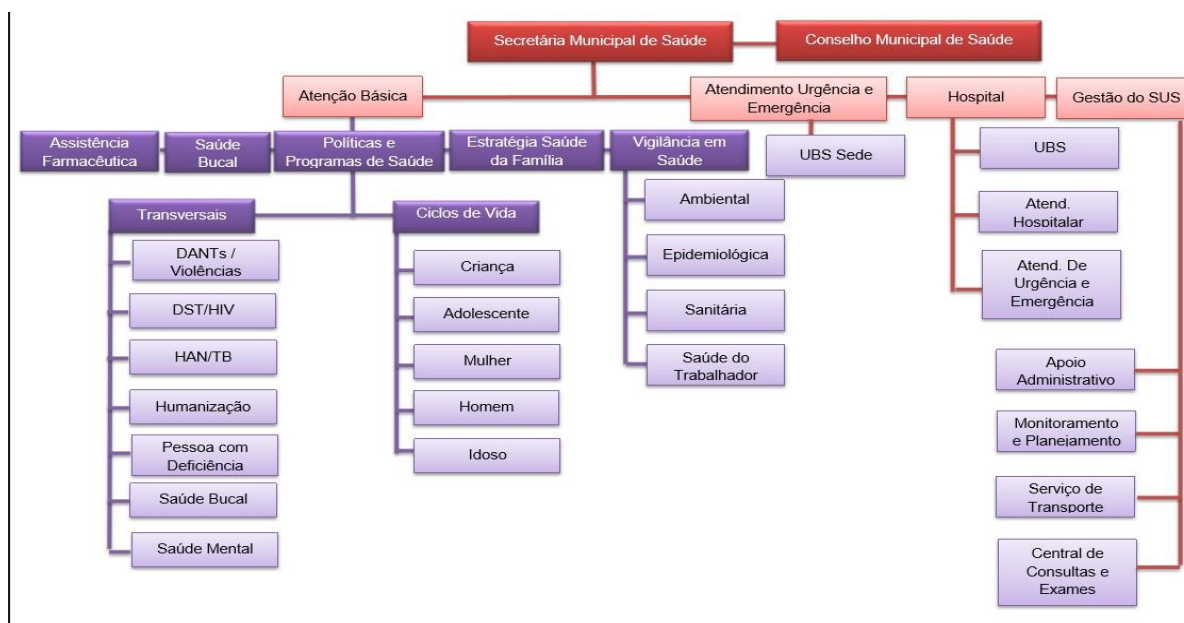 Secretária Municipal de Saúde
Conselho Municipal de Saúde
Atenção Básica
Atendimento Urgência e
Emergência
Hospital
Gestão do SUS
Assistência
Farmacêutica
Saúde
Bucal
Políticas e
Programas de Saúde
Estratégia Saúde
da Família
Vigilância em
Saúde
UBS Sede
UBS
Transversais
Ciclos de Vida
Ambiental
Atend.
Hospitalar
DANTs /
Violências
Criança
Epidemiológica
Atend. De
Urgência e
Emergência
DST/HIV
Adolescente
Sanitária
HAN/TB
Mulher
Saúde do
Trabalhador
Apoio
Administrativo
Humanização
Homem
Monitoramento
e Planejamento
Pessoa com
Deficiência
Idoso
Saúde Bucal
Serviço de
Transporte
Saúde Mental
Central de
Consultas e
Exames